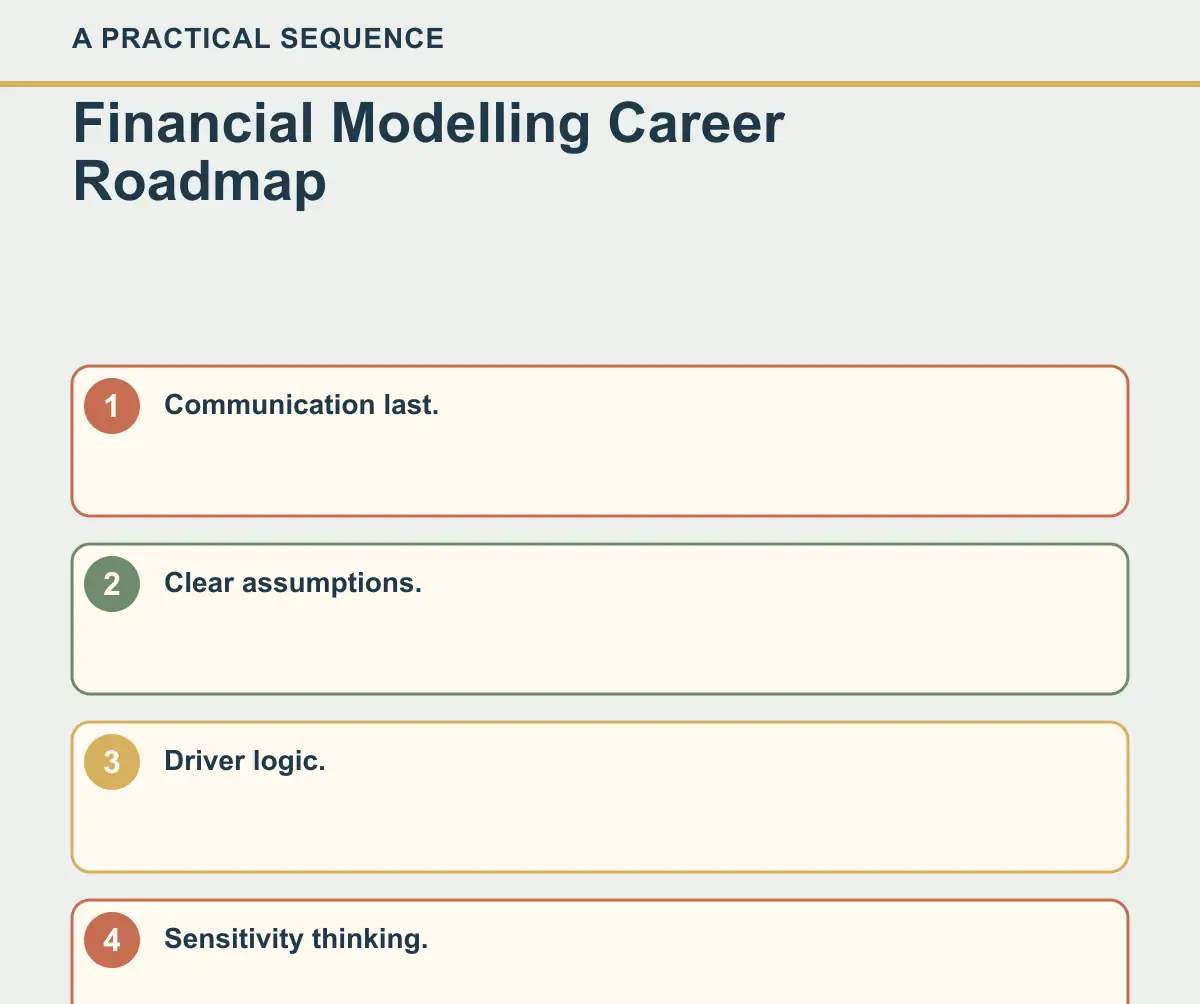 A PRACTICAL SEQUENCE
Financial Modelling Career
Roadmap
1 Communication last.
2 Clear assumptions.
3 Driver logic.
4 Sensitivity thinking.